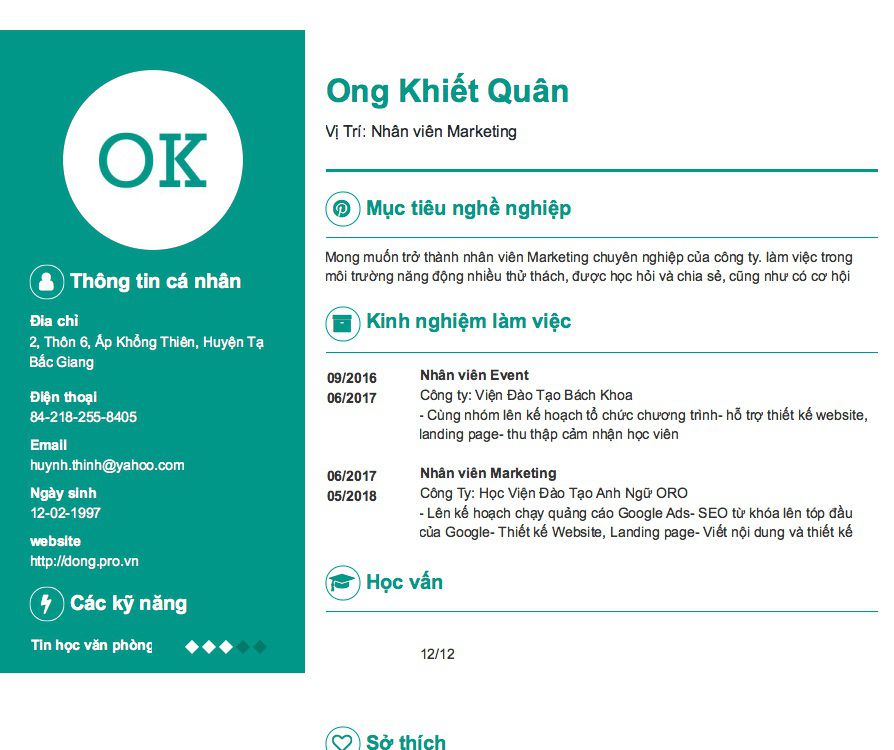 OK
Thông tin cá nhân
Địa chỉ
2, Thôn 6, Ấp Khổng Thiên, Huyện Tạ
Bắc Giang
Điện thoại
84-218-255-8405
Email
huynh.thinh@yahoo.com
Ngày sinh
12-02-1997
website
http://dong.pro.vn
Các kỹ năng
Tin học văn phòng
Ong Khiết Quân
Vị Trí: Nhân viên Marketing
Mục tiêu nghề nghiệp
Mong muốn trở thành nhân viên Marketing chuyên nghiệp của công ty. làm việc trong
môi trường năng động nhiều thử thách, được học hỏi và chia sẻ, cũng như có cơ hội
Kinh nghiệm làm việc
09/2016
06/2017
Nhân viên Event
Công ty: Viện Đào Tạo Bách Khoa
- Cùng nhóm lên kế hoạch tổ chức chương trình- hỗ trợ thiết kế website,
landing page- thu thập cảm nhận học viên
06/2017
05/2018
Nhân viên Marketing
Công Ty: Học Viện Đào Tạo Anh Ngữ ORO
- Lên kế hoạch chạy quảng cáo Google Ads- SEO từ khóa lên tóp đầu
của Google- Thiết kế Website, Landing page- Viết nội dung và thiết kế
Học vấn
12/12
Sở thích